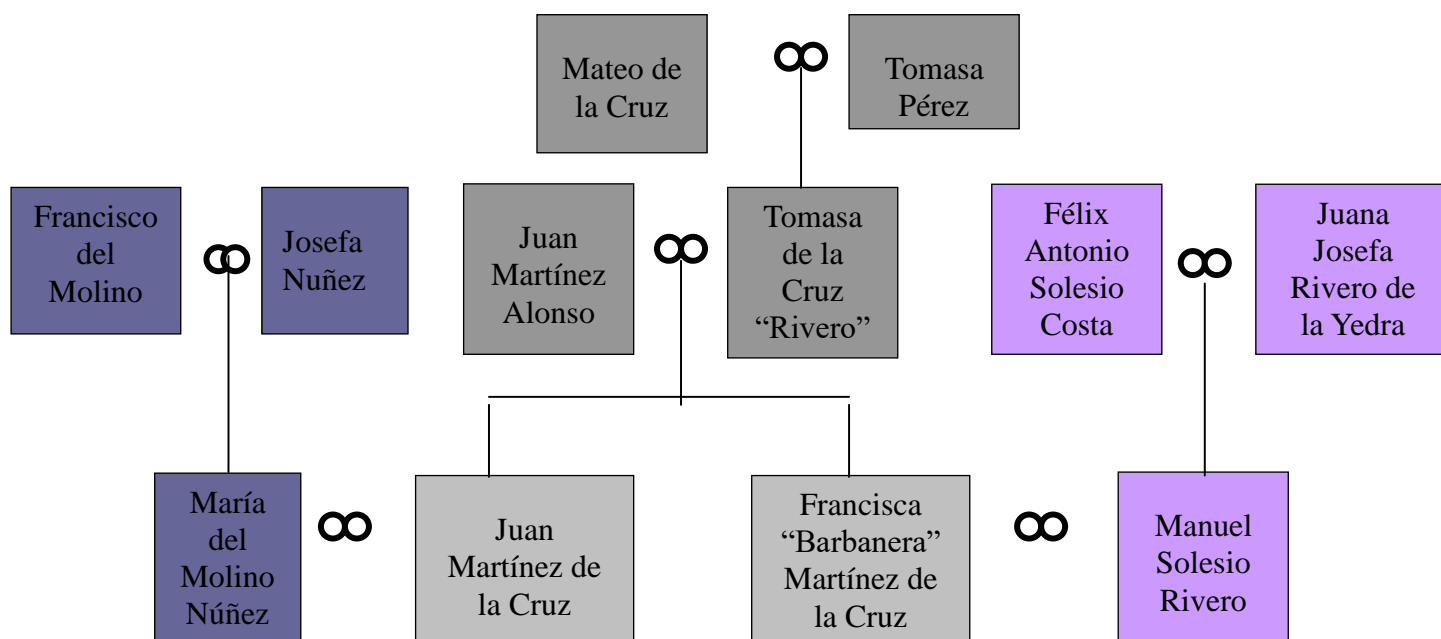 Mateo de
la Cruz
Tomasa
Pérez
Francisco
del
Molino
Josefa
Nuñez
Juan
Martínez
Alonso
Tomasa
de la
Cruz
“Rivero”
Félix
Antonio
Solesio
Costa
Juana
Josefa
Rivero de
la Yedra
María
del
Molino
Núñez
Juan
Martínez de
la Cruz
Francisca
“Barbanera”
Martínez de
la Cruz
Manuel
Solesio
Rivero